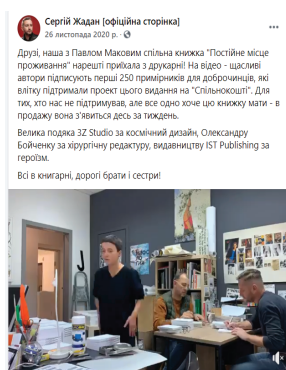 Сергій Жадан [офіційна сторінка]
26 листопада 2020 р. ·
Друзі, наша з Павлом Маковим спільна книжка "Постійне місце
проживання" нарешті приїхала з друкарні! На відео - щасливі
автори підписують перші 250 примірників для доброчинців, які
влітку підтримали проект цього видання на "Спільнокошті". Для
тих, хто нас не підтримував, але все одно хоче цю книжку мати - в
продажу вона з'явиться десь за тиждень.
Велика подяка 3Z Studio за космічний дизайн, Олександру
Бойченку за хірургічну редактуру, видавництву IST Publishing за
героїзм.
Всі в книгарні, дорогі брати і сестри!